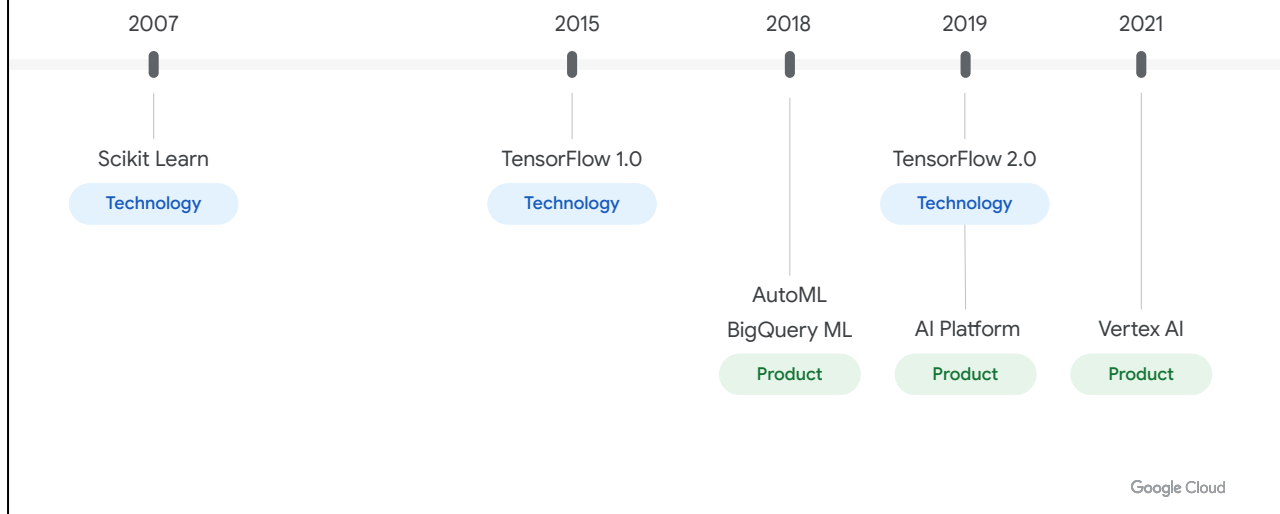 2007
2015
2018
2019
2021
Scikit Learn
Technology
TensorFlow 1.0
Technology
TensorFlow 2.0
Technology
AutoML
BigQuery ML
Product
AI Platform
Product
Vertex AI
Product
Google Cloud